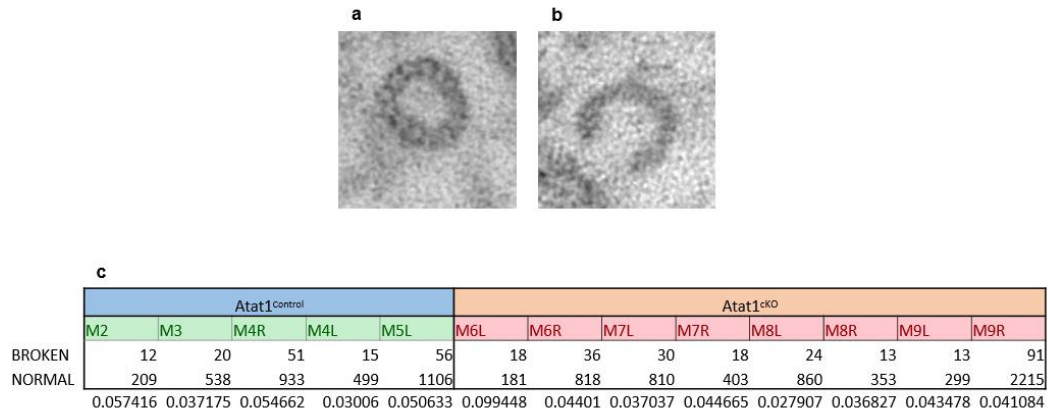 a b
c
Atat1Control Atat1cKO
M2 M3 M4R M4L M5L M6L M6R M7L M7R M8L M8R M9L M9R
BROKEN 12 20 51 15 56 18 36 30 18 24 13 13 91
NORMAL 209 538 933 499 1106 181 818 810 403 860 353 299 2215
0.057416 0.037175 0.054662 0.03006 0.050633 0.099448 0.04401 0.037037 0.044665 0.027907 0.036827 0.043478 0.041084